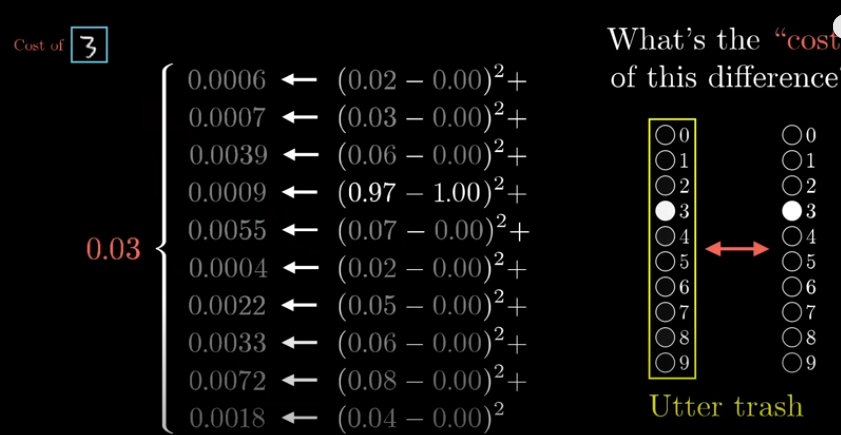 Cost of 3
0.03
0.0006 ← (0.02 − 0.00)²+
0.0007 ← (0.03 − 0.00)²+
0.0039 ← (0.06 − 0.00)²+
0.0009 ← (0.97 − 1.00)²+
0.0055 ← (0.07 − 0.00)²+
0.0004 ← (0.02 − 0.00)²+
0.0022 ← (0.05 − 0.00)²+
0.0033 ← (0.06 − 0.00)²+
0.0072 ← (0.08 − 0.00)²+
0.0018 ← (0.04 − 0.00)²
What's the “cost
of this difference
0 0
1 1
2 2
3 3
4 4
5 5
6 6
7 7
8 8
9 9
Utter trash